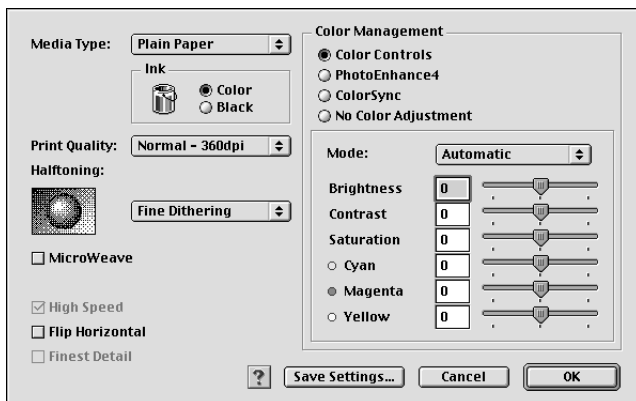 Media Type: Plain Paper
Ink
Color
Black
Print Quality: Normal - 360dpi
Halftoning:
Fine Dithering
MicroWeave
High Speed
Flip Horizontal
Finest Detail
Color Management
Color Controls
PhotoEnhance4
ColorSync
No Color Adjustment
Mode: Automatic
Brightness 0
Contrast 0
Saturation 0
Cyan 0
Magenta 0
Yellow 0
? Save Settings... Cancel OK